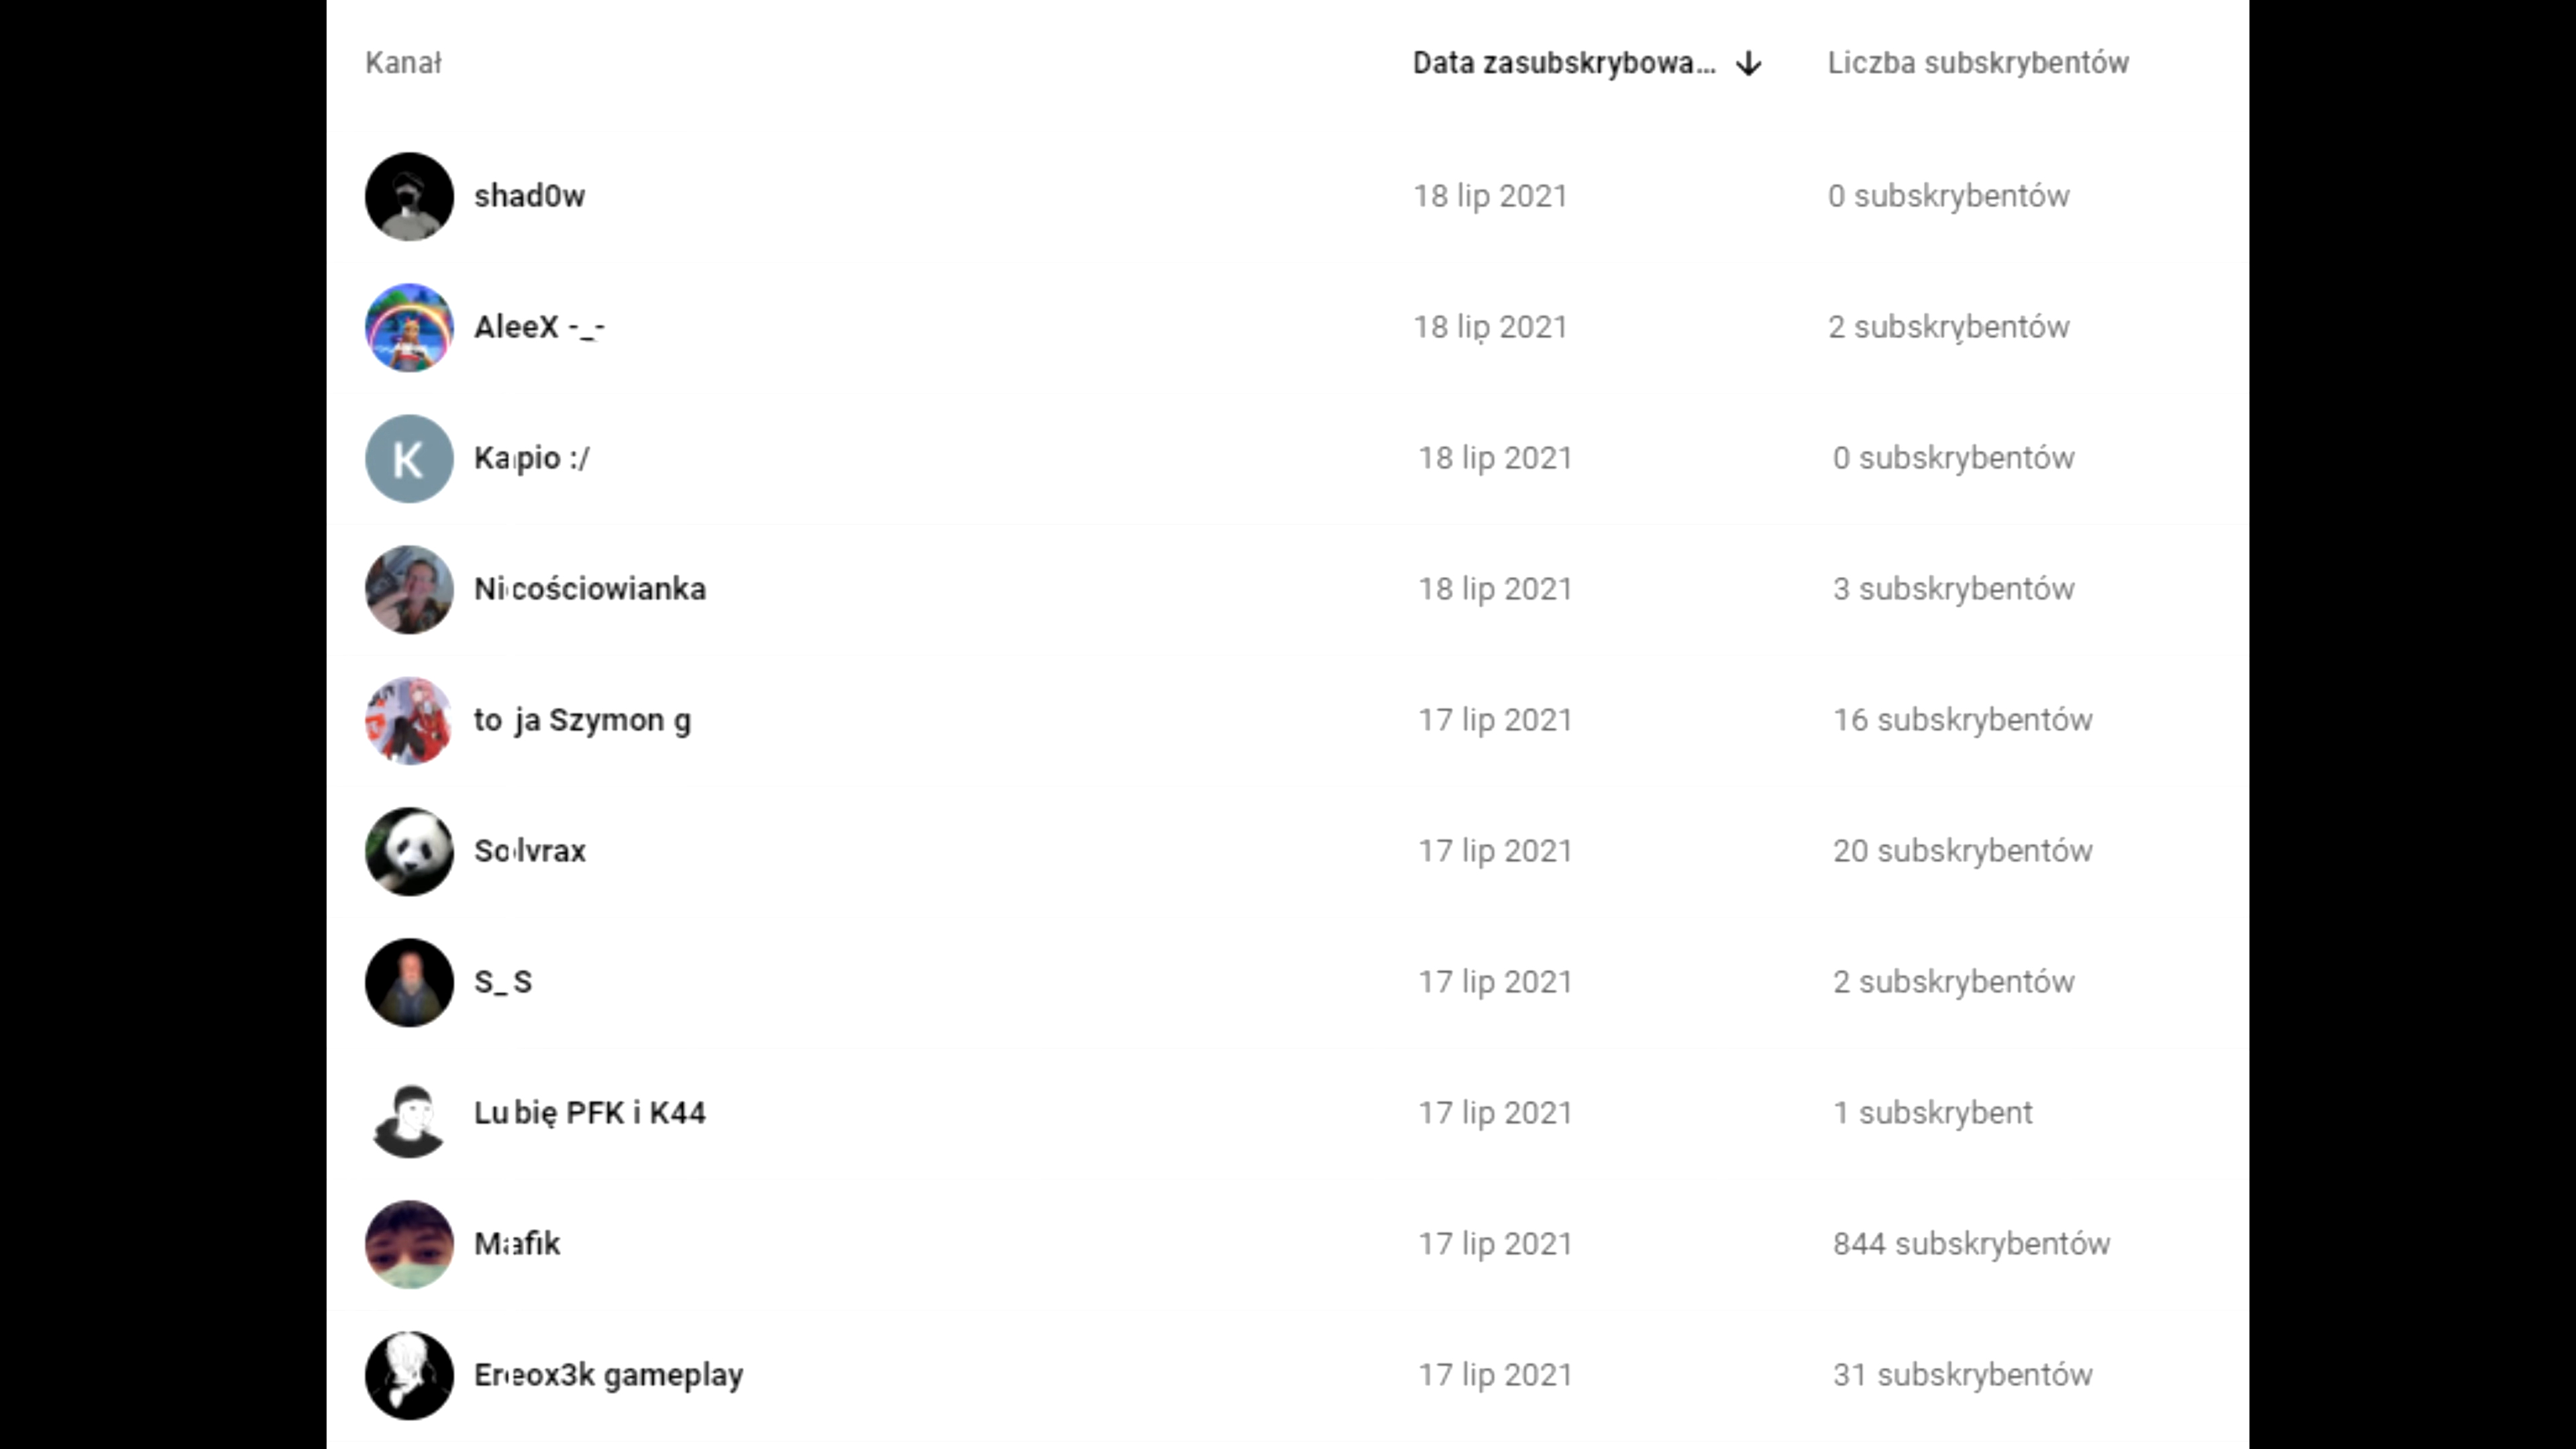 Kanał Data zasubskrybowa... ↓ Liczba subskrybentów
shad0w 18 lip 2021 0 subskrybentów
AleeX -_- 18 lip 2021 2 subskrybentów
K Kapio :/ 18 lip 2021 0 subskrybentów
Nicościowianka 18 lip 2021 3 subskrybentów
to ja Szymon g 17 lip 2021 16 subskrybentów
Solvrax 17 lip 2021 20 subskrybentów
S_S 17 lip 2021 2 subskrybentów
Lubię PFK i K44 17 lip 2021 1 subskrybent
Mafik 17 lip 2021 844 subskrybentów
Ereox3k gameplay 17 lip 2021 31 subskrybentów